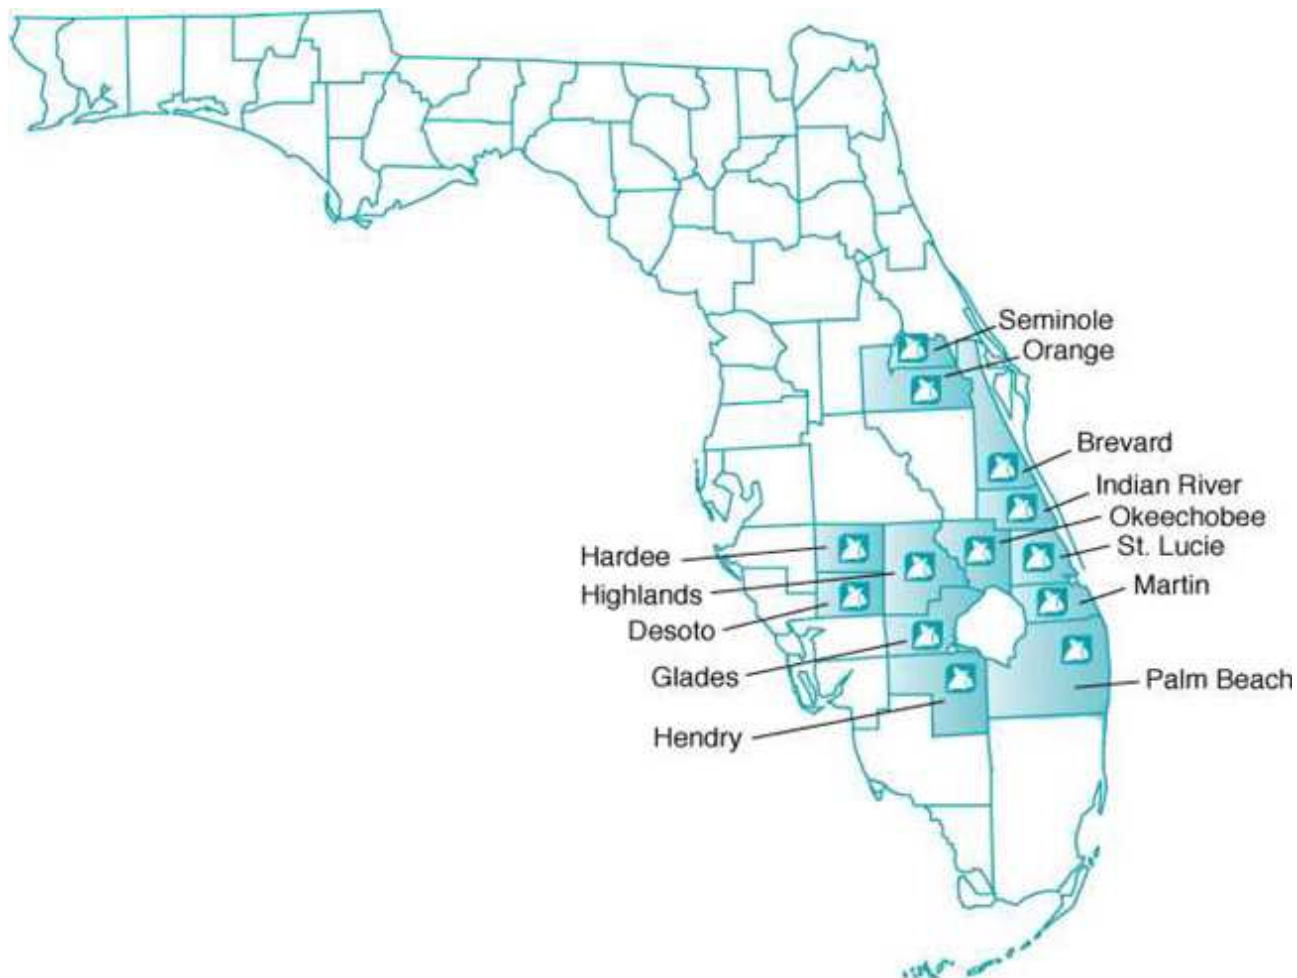 Seminole
Orange
Brevard
Indian River
Okeechobee
St. Lucie
Martin
Hardee
Highlands
Desoto
Glades
Hendry
Palm Beach